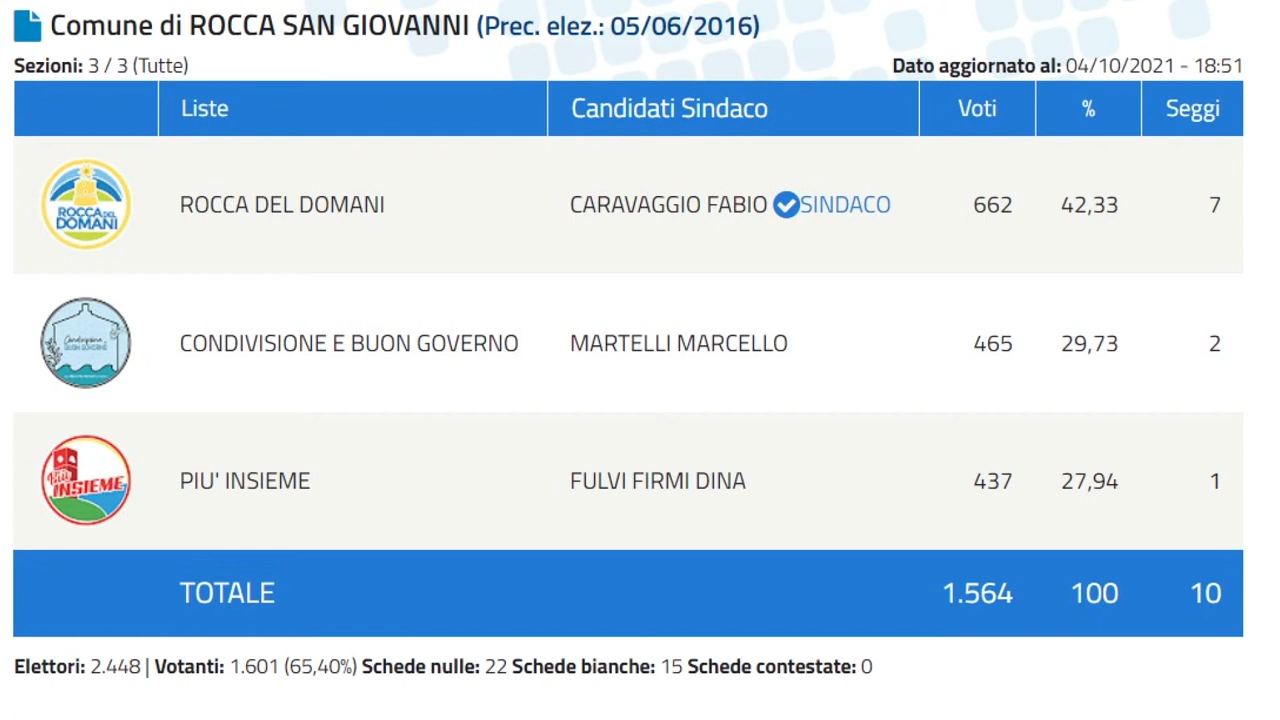 Comune di ROCCA SAN GIOVANNI (Prec. elez.: 05/06/2016)
Sezioni: 3 / 3 (Tutte) Dato aggiornato al: 04/10/2021 - 18:51
Liste Candidati Sindaco Voti % Seggi
ROCCA DEL DOMANI
ROCCA DEL DOMANI CARAVAGGIO FABIO SINDACO 662 42,33 7
Condivisione
BUON GOVERNO
CONDIVISIONE E BUON GOVERNO MARTELLI MARCELLO 465 29,73 2
Più
INSIEME
PIU' INSIEME FULVI FIRMI DINA 437 27,94 1
TOTALE 1.564 100 10
Elettori: 2.448 | Votanti: 1.601 (65,40%) Schede nulle: 22 Schede bianche: 15 Schede contestate: 0